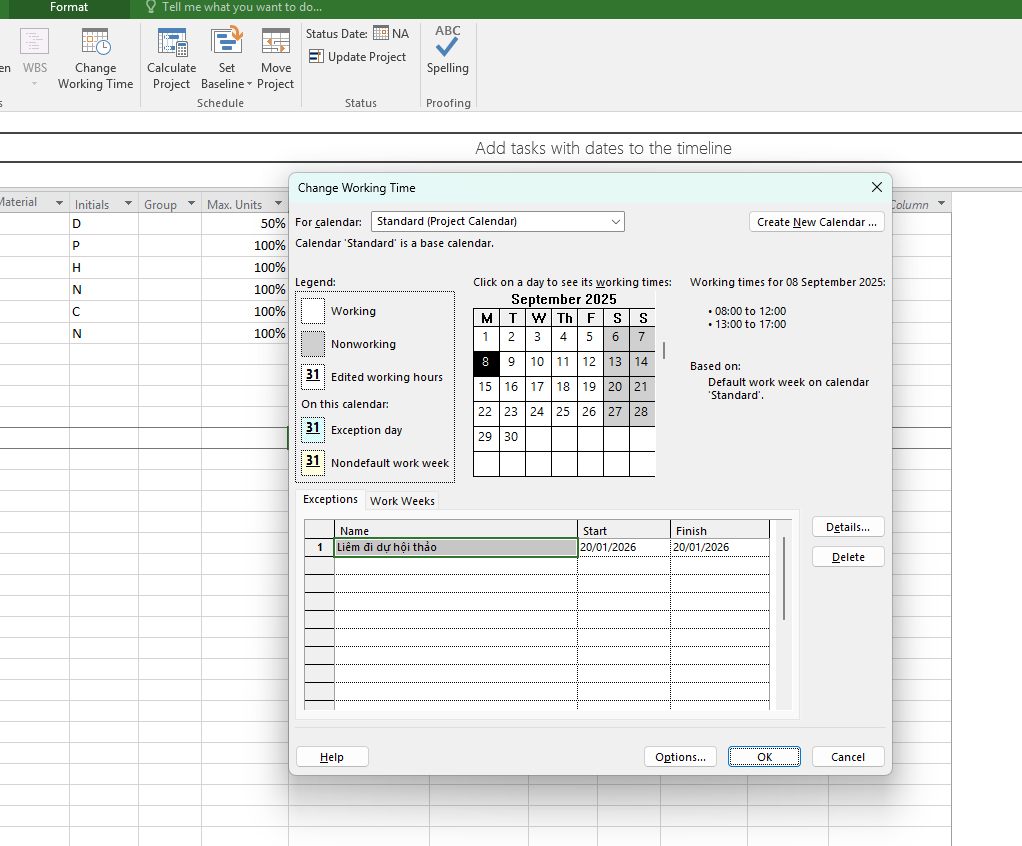 Format
Tell me what you want to do...
WBS
Change Working Time
Calculate Project
Set Baseline
Move Project
Schedule
Status Date:
NA
Update Project
Status
ABC
Spelling
Proofing
Add tasks with dates to the timeline
Material
Initials
Group
Max. Units
Column
D
50%
P
100%
H
100%
N
100%
C
100%
N
100%
Change Working Time
For calendar:
Standard (Project Calendar)
Create New Calendar ...
Calendar 'Standard' is a base calendar.
Legend:
Working
Nonworking
31 Edited working hours
On this calendar:
31 Exception day
31 Nondefault work week
Click on a day to see its working times:
September 2025
M T W Th F S S
1 2 3 4 5 6 7
8 9 10 11 12 13 14
15 16 17 18 19 20 21
22 23 24 25 26 27 28
29 30
Working times for 08 September 2025:
• 08:00 to 12:00
• 13:00 to 17:00
Based on:
Default work week on calendar
'Standard'.
Exceptions
Work Weeks
Name Start Finish
1 Liêm đi dự hội thảo 20/01/2026 20/01/2026
Details...
Delete
Help
Options...
OK
Cancel